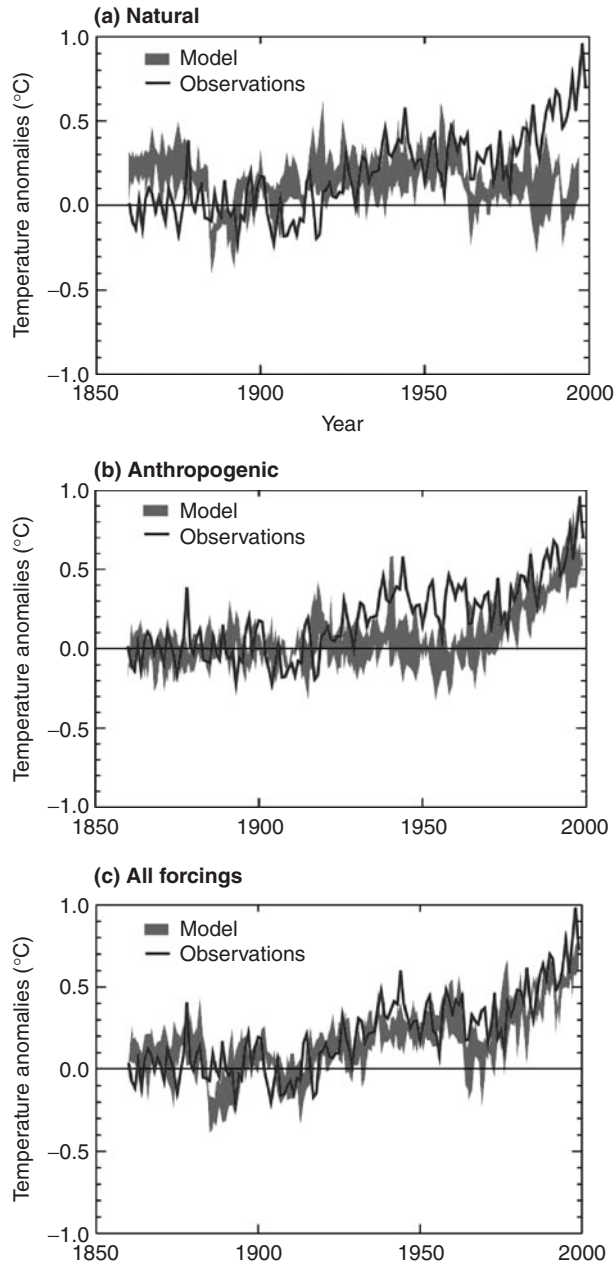 (a) Natural
Temperature anomalies (°C)
1.0
0.5
0.0
−0.5
−1.0
Model
Observations
1850 1900 1950 2000
Year
(b) Anthropogenic
Temperature anomalies (°C)
1.0
0.5
0.0
−0.5
−1.0
Model
Observations
1850 1900 1950 2000
(c) All forcings
Temperature anomalies (°C)
1.0
0.5
0.0
−0.5
−1.0
Model
Observations
1850 1900 1950 2000